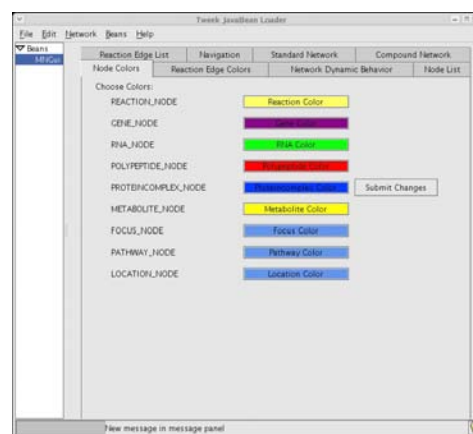 Tweek JavaBean Loader
File Edit Network Beans Help
Beans
MNGui
Reaction Edge List Navigation Standard Network Compound Network
Node Colors Reaction Edge Colors Network Dynamic Behavior Node List
Choose Colors:
REACTION_NODE Reaction Color
GENE_NODE Gene Color
RNA_NODE RNA Color
POLYPEPTIDE_NODE Polypeptide Color
PROTEINCOMPLEX_NODE Proteincomplex Color Submit Changes
METABOLITE_NODE Metabolite Color
FOCUS_NODE Focus Color
PATHWAY_NODE Pathway Color
LOCATION_NODE Location Color
New message in message panel